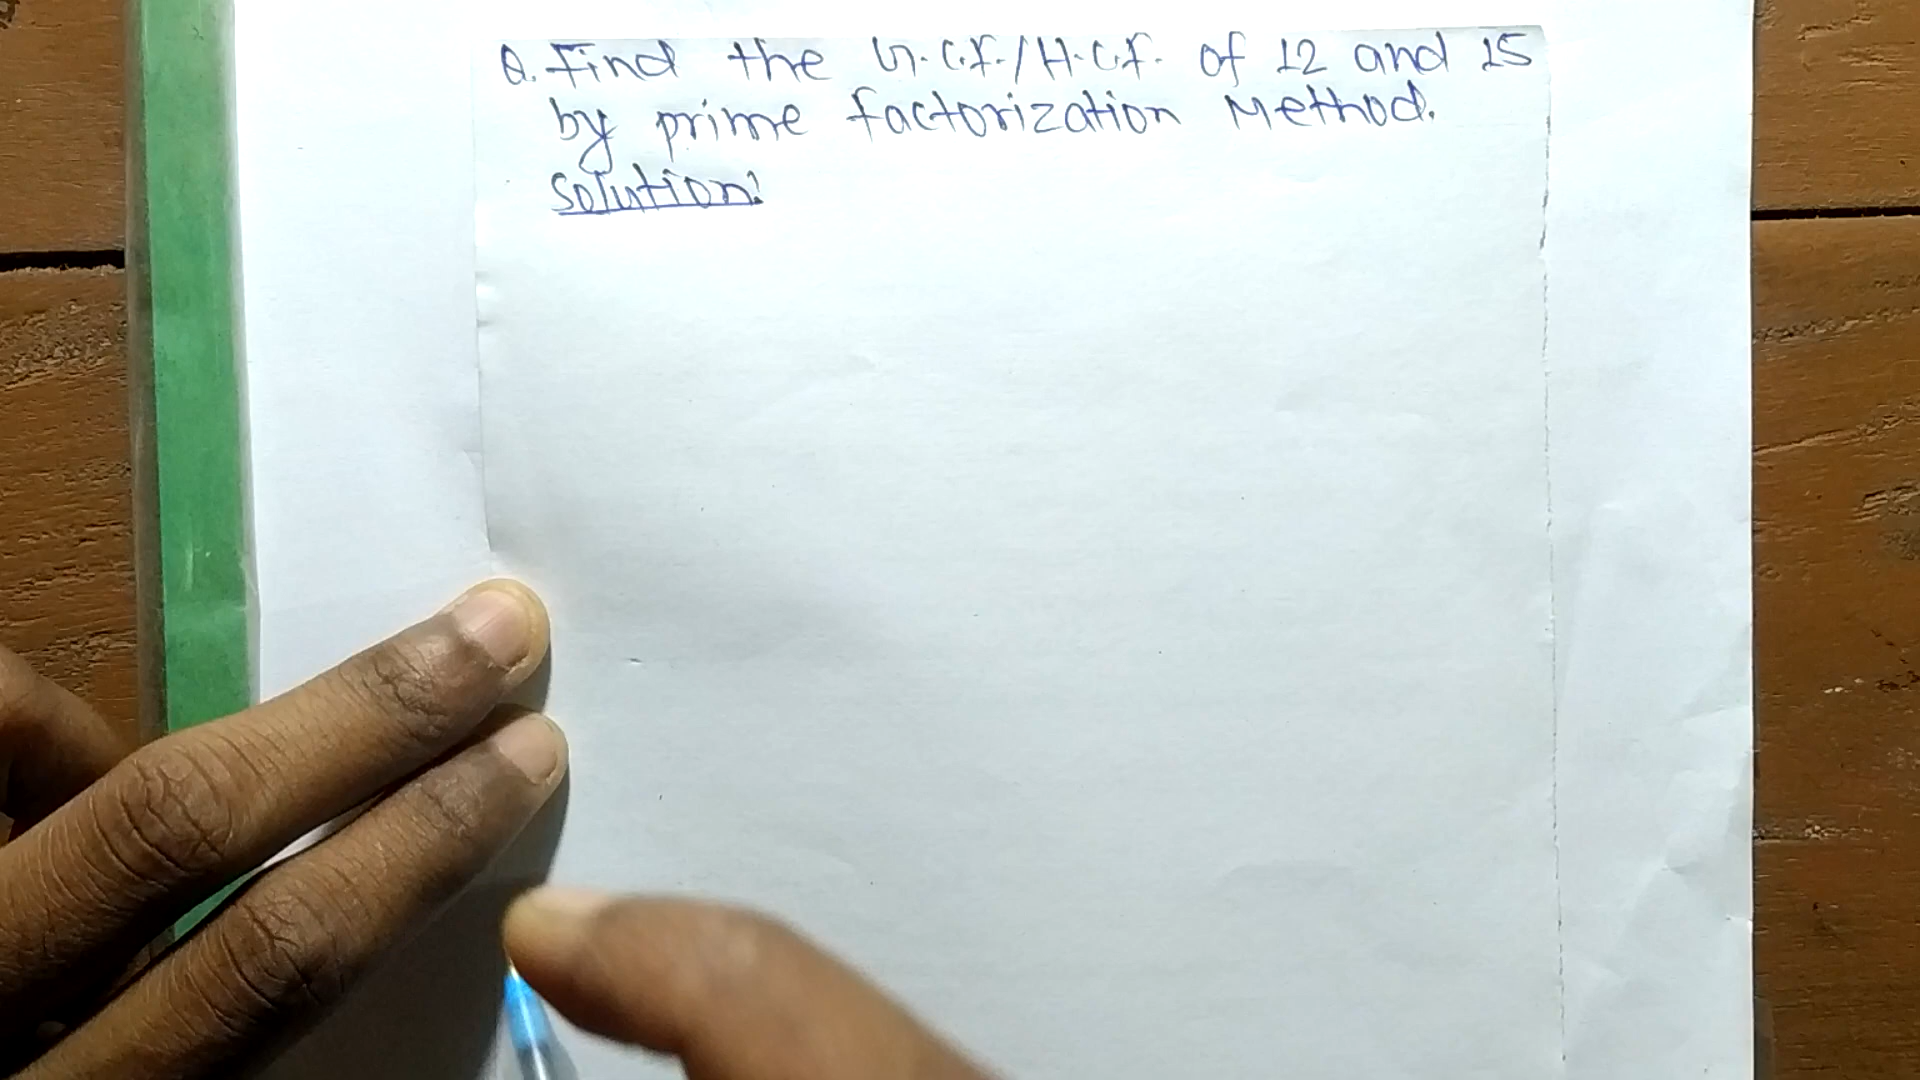 Q. Find the G.C.F./H.C.F. of 12 and 15
by prime factorization Method.
Solution: